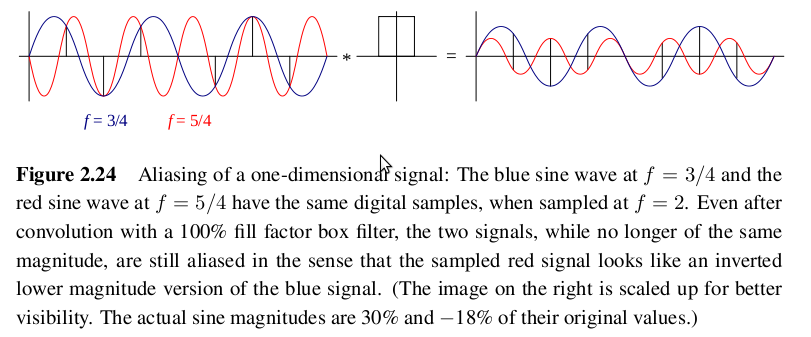 * =
f = 3/4 f = 5/4
Figure 2.24 Aliasing of a one-dimensional signal: The blue sine wave at f = 3/4 and the
red sine wave at f = 5/4 have the same digital samples, when sampled at f = 2. Even after
convolution with a 100% fill factor box filter, the two signals, while no longer of the same
magnitude, are still aliased in the sense that the sampled red signal looks like an inverted
lower magnitude version of the blue signal. (The image on the right is scaled up for better
visibility. The actual sine magnitudes are 30% and −18% of their original values.)